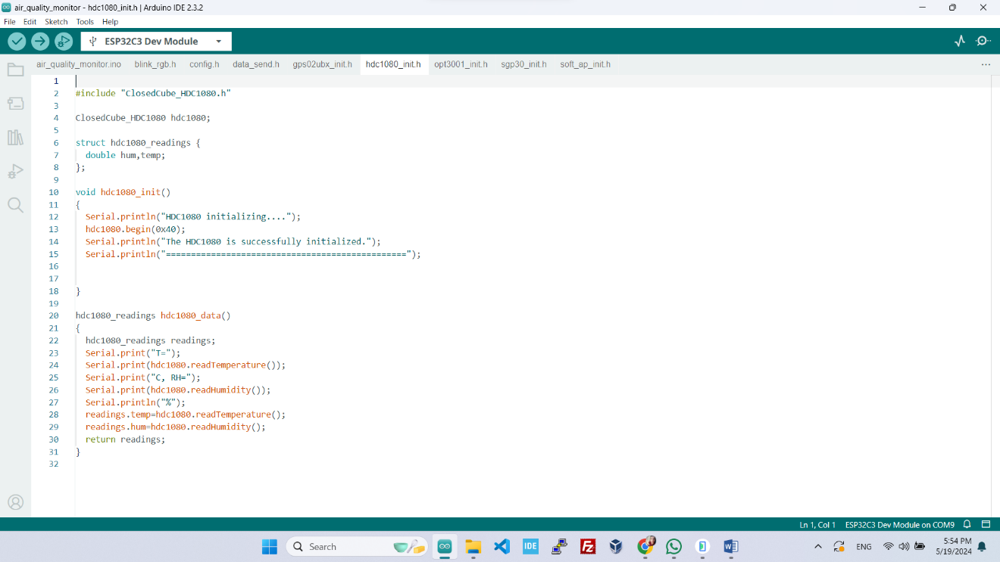 air_quality_monitor - hdc1080_init.h | Arduino IDE 2.3.2
File Edit Sketch Tools Help
ESP32C3 Dev Module
air_quality_monitor.ino blink_rgb.h config.h data_send.h gps02ubx_init.h hdc1080_init.h opt3001_init.h sgp30_init.h soft_ap_init.h ...
1
2 #include "ClosedCube_HDC1080.h"
3
4 ClosedCube_HDC1080 hdc1080;
5
6 struct hdc1080_readings {
7 double hum,temp;
8 };
9
10 void hdc1080_init()
11 {
12 Serial.println("HDC1080 initializing....");
13 hdc1080.begin(0x40);
14 Serial.println("The HDC1080 is successfully initialized.");
15 Serial.println("================================================");
16
17
18 }
19
20 hdc1080_readings hdc1080_data()
21 {
22 hdc1080_readings readings;
23 Serial.print("T=");
24 Serial.print(hdc1080.readTemperature());
25 Serial.print("C, RH=");
26 Serial.print(hdc1080.readHumidity());
27 Serial.println("%");
28 readings.temp=hdc1080.readTemperature();
29 readings.hum=hdc1080.readHumidity();
30 return readings;
31 }
32
Ln 1, Col 1 ESP32C3 Dev Module on COM9
Search
IDE
FZ
W
ENG
5:54 PM
5/19/2024